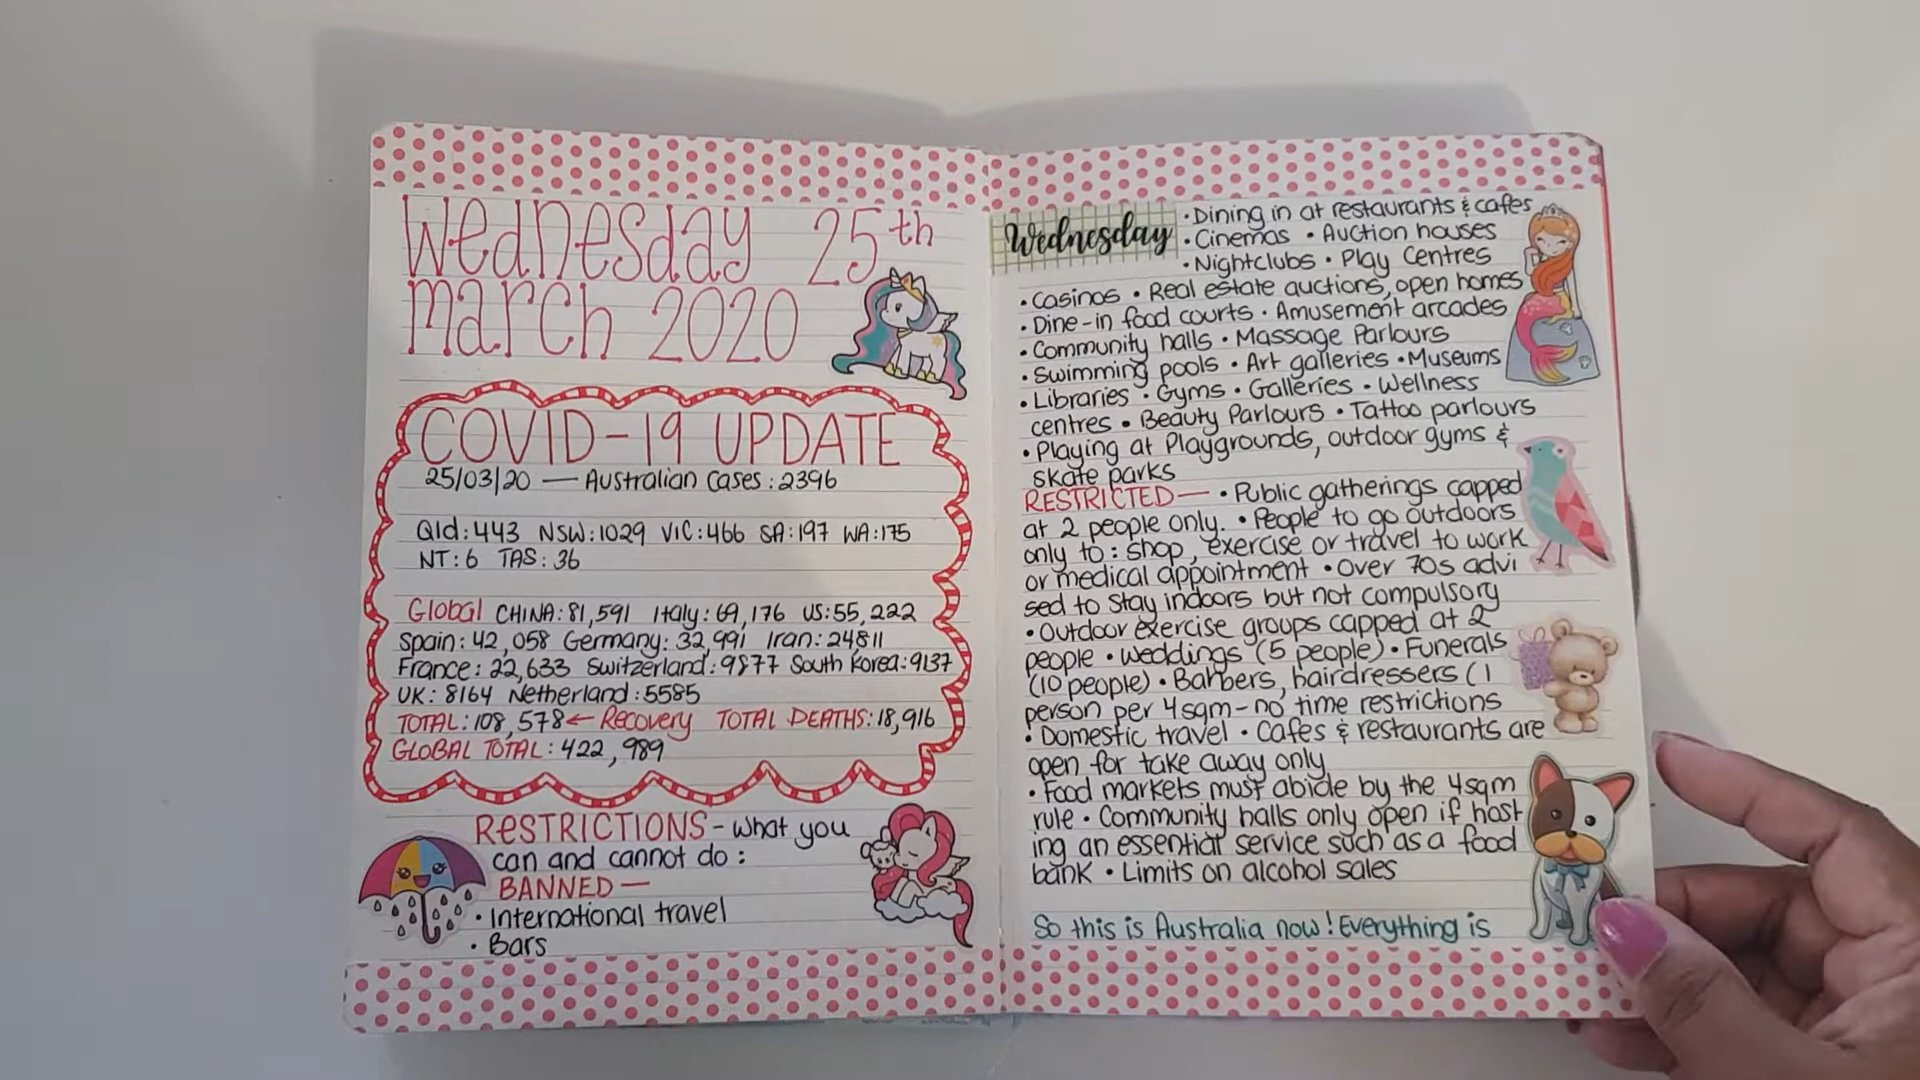 Wednesday 25th
March 2020
COVID-19 UPDATE
25/03/20 — Australian Cases: 2396
Qld: 443 NSW: 1029 VIC: 466 SA: 197 WA: 175
NT: 6 TAS: 36
Global CHINA: 81,591 Italy: 69,176 US: 55,222
Spain: 42,058 Germany: 32,991 Iran: 24811
France: 22,633 Switzerland: 9877 South Korea: 9137
UK: 8164 Netherland: 5585
TOTAL: 108,578 ← Recovery TOTAL DEATHS: 18,916
GLOBAL TOTAL: 422,989
RESTRICTIONS - What you
can and cannot do:
BANNED —
• International travel
• Bars
Wednesday
• Dining in at restaurants & cafes
• Cinemas • Auction houses
• Nightclubs • Play Centres
• Casinos • Real estate auctions, open homes
• Dine-in food courts • Amusement arcades
• Community halls • Massage Parlours
• Swimming pools • Art galleries • Museums
• Libraries • Gyms • Galleries • Wellness
centres • Beauty Parlours • Tattoo parlours
• Playing at Playgrounds, outdoor gyms &
skate parks
RESTRICTED — • Public gatherings capped
at 2 people only. • People to go outdoors
only to: shop, exercise or travel to work
or medical appointment • Over 70s advi
sed to stay indoors but not compulsory
• Outdoor exercise groups capped at 2
people • Weddings (5 people) • Funerals
(10 people) • Barbers, hairdressers (1
person per 4sqm - no time restrictions
• Domestic travel • Cafes & restaurants are
open for take away only
• Food markets must abide by the 4sqm
rule • Community halls only open if host
ing an essential service such as a food
bank • Limits on alcohol sales
So this is Australia now! Everything is